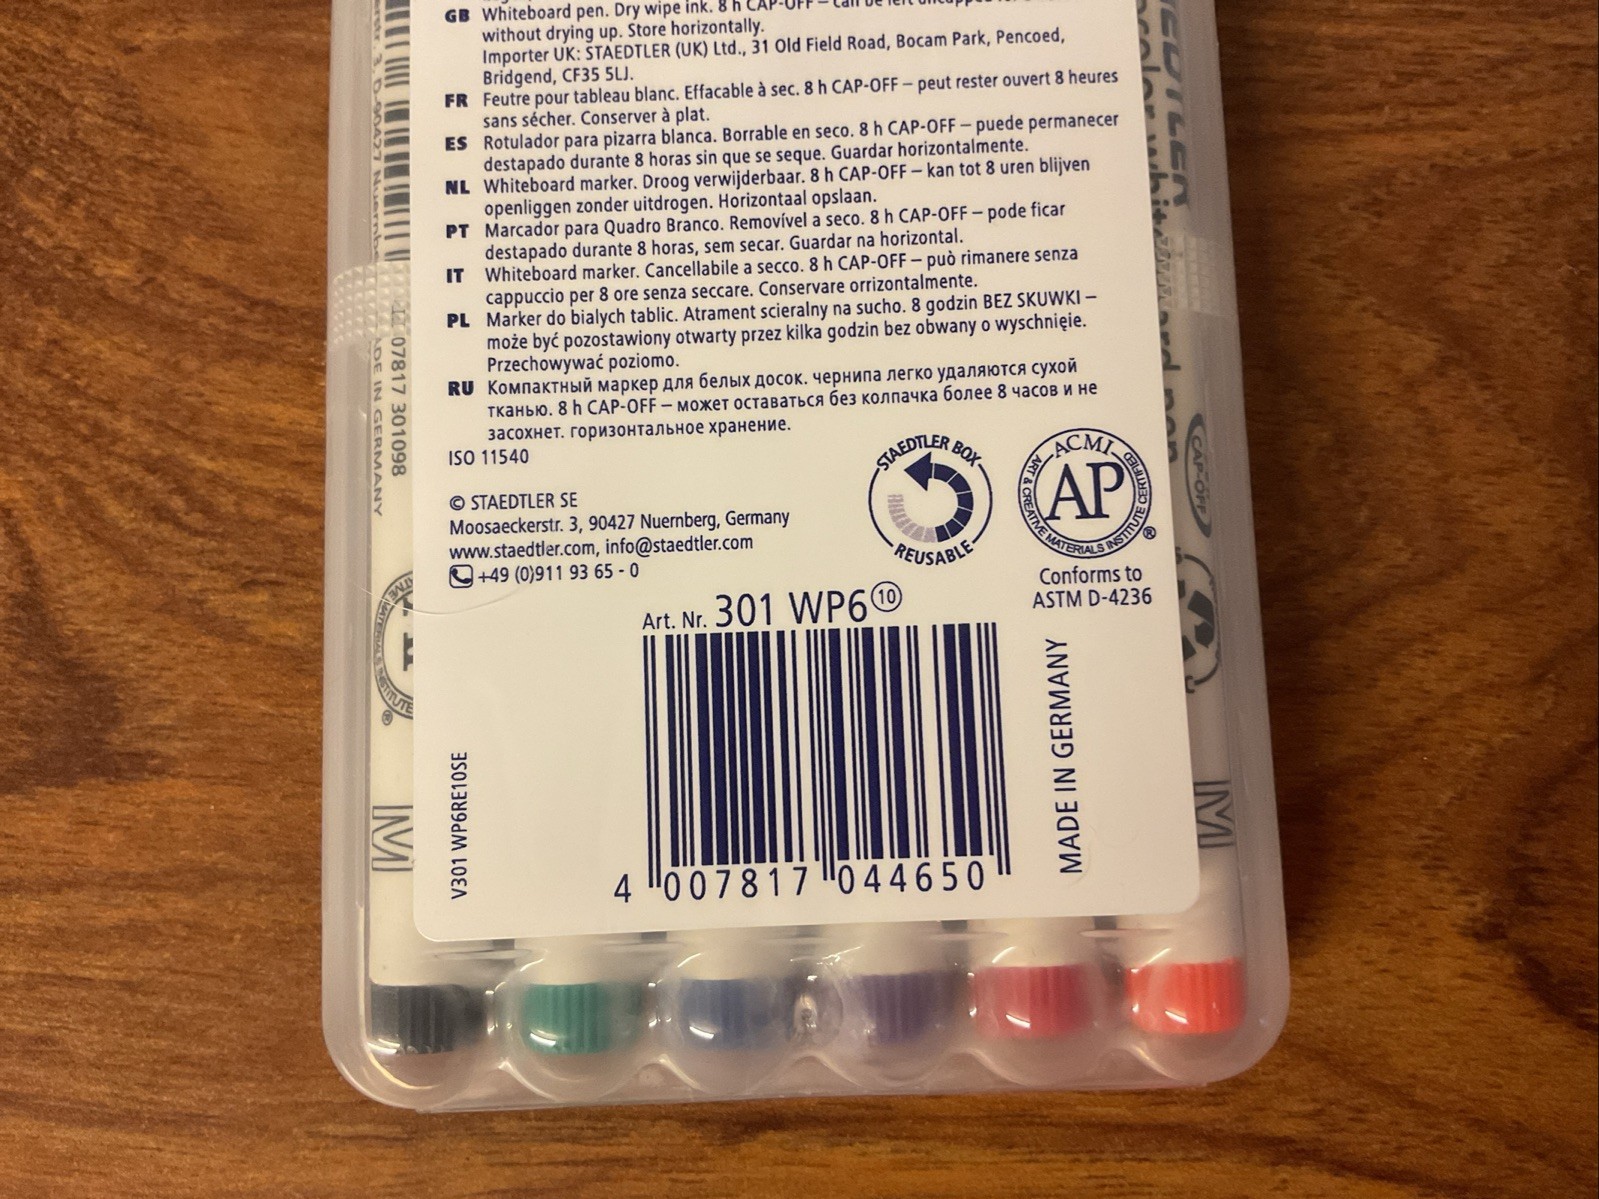 GB Whiteboard pen. Dry wipe ink. 8 h CAP-OFF – can be left uncapped for
without drying up. Store horizontally.
Importer UK: STAEDTLER (UK) Ltd., 31 Old Field Road, Bocam Park, Pencoed,
Bridgend, CF35 5LJ.
FR Feutre pour tableau blanc. Effaçable à sec. 8 h CAP-OFF – peut rester ouvert 8 heures
sans sécher. Conserver à plat.
ES Rotulador para pizarra blanca. Borrable en seco. 8 h CAP-OFF – puede permanecer
destapado durante 8 horas sin que se seque. Guardar horizontalmente.
NL Whiteboard marker. Droog verwijderbaar. 8 h CAP-OFF – kan tot 8 uren blijven
openliggen zonder uitdrogen. Horizontaal opslaan.
PT Marcador para Quadro Branco. Removível a seco. 8 h CAP-OFF – pode ficar
destapado durante 8 horas, sem secar. Guardar na horizontal.
IT Whiteboard marker. Cancellabile a secco. 8 h CAP-OFF – può rimanere senza
cappuccio per 8 ore senza seccare. Conservare orrizontalmente.
PL Marker do bialych tablic. Atrament scieralny na sucho. 8 godzin BEZ SKUWKI –
może być pozostawiony otwarty przez kilka godzin bez obwany o wyschnięie.
Przechowywać poziomo.
RU Компактный маркер для белых досок. чернипа легко удаляются сухой
тканью. 8 h CAP-OFF – может оставаться без колпачка более 8 часов и не
засохнет. горизонтальное хранение.
ISO 11540
© STAEDTLER SE
Moosaeckerstr. 3, 90427 Nuernberg, Germany
www.staedtler.com, info@staedtler.com
+49 (0)911 93 65 - 0
STAEDTLER BOX
REUSABLE
ACMI
AP
ART & CREATIVE MATERIALS INSTITUTE CERTIFIED
®
Conforms to
ASTM D-4236
Art. Nr. 301 WP6 10
4 007817 044650
MADE IN GERMANY
V301 WP6RE10SE
07817 301098
MADE IN GERMANY
CAP-OFF